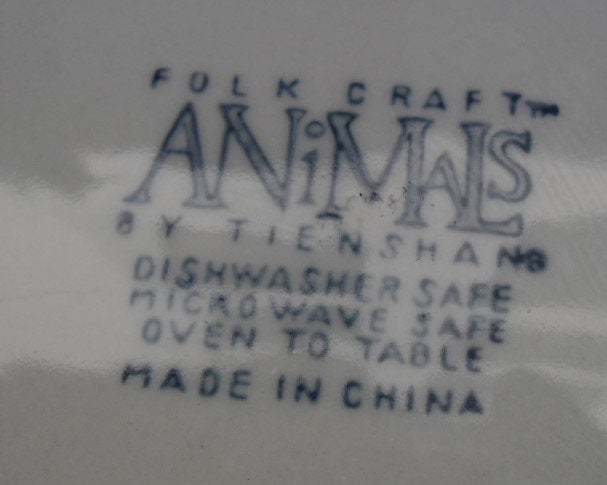 FOLK CRAFT™
ANiMALS
BY TIENSHAN®
DISHWASHER SAFE
MICROWAVE SAFE
OVEN TO TABLE
MADE IN CHINA